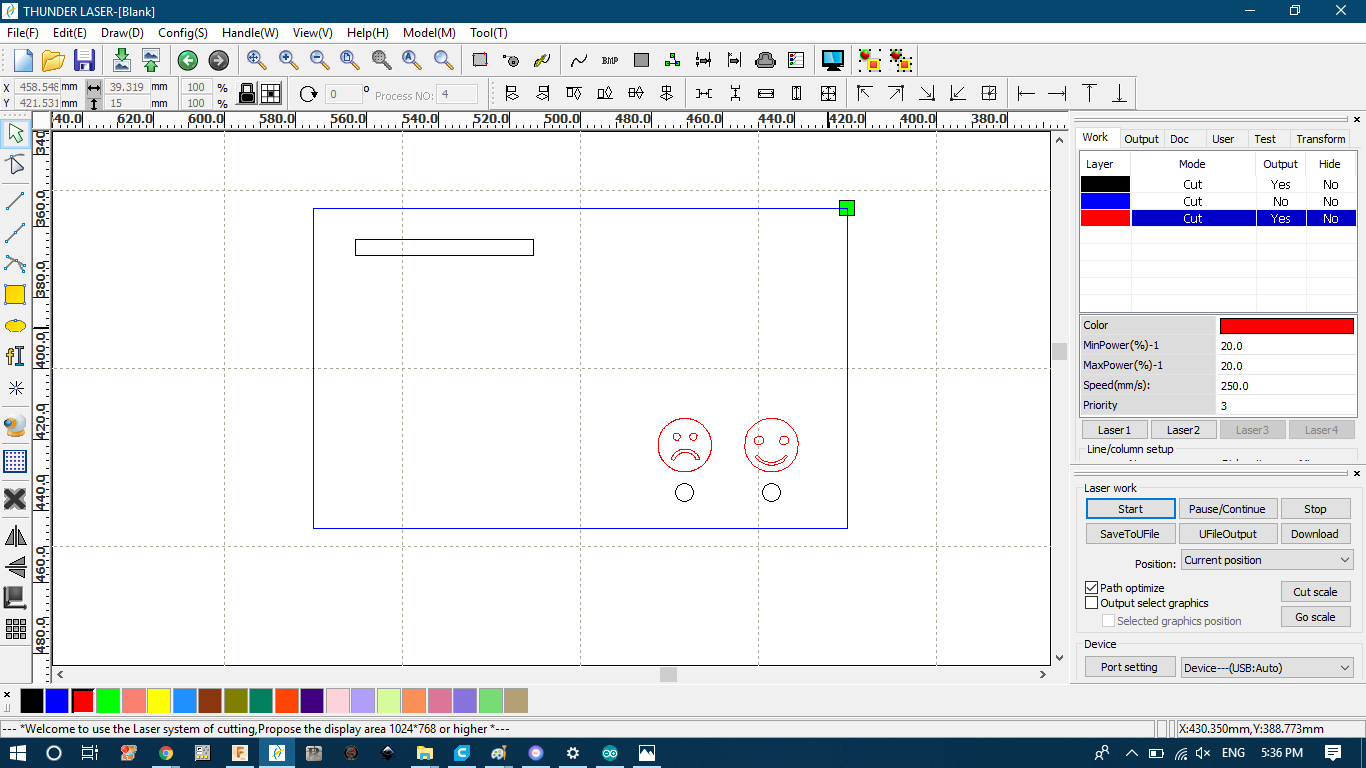 THUNDER LASER-[Blank]
File(F) Edit(E) Draw(D) Config(S) Handle(W) View(V) Help(H) Model(M) Tool(T)
BMP
X 458.548 mm 39.319 mm 100 %
Y 421.531 mm 15 mm 100 %
0 ° Process NO: 4
40.0 620.0 600.0 580.0 560.0 540.0 520.0 500.0 480.0 460.0 440.0 420.0 400.0 380.0
340
360.0
380.0
400.0
420.0
440.0
460.0
480.0
Work Output Doc User Test Transform
Layer Mode Output Hide
Cut Yes No
Cut No No
Cut Yes No
Color
MinPower(%)-1 20.0
MaxPower(%)-1 20.0
Speed(mm/s): 250.0
Priority 3
Laser1 Laser2 Laser3 Laser4
Line/column setup
Laser work
Start Pause/Continue Stop
SaveToUFile UFileOutput Download
Position: Current position
Path optimize
Output select graphics
Selected graphics position
Cut scale
Go scale
Device
Port setting Device---(USB:Auto)
--- *Welcome to use the Laser system of cutting,Propose the display area 1024*768 or higher *---
X:430.350mm,Y:388.773mm
ENG 5:36 PM